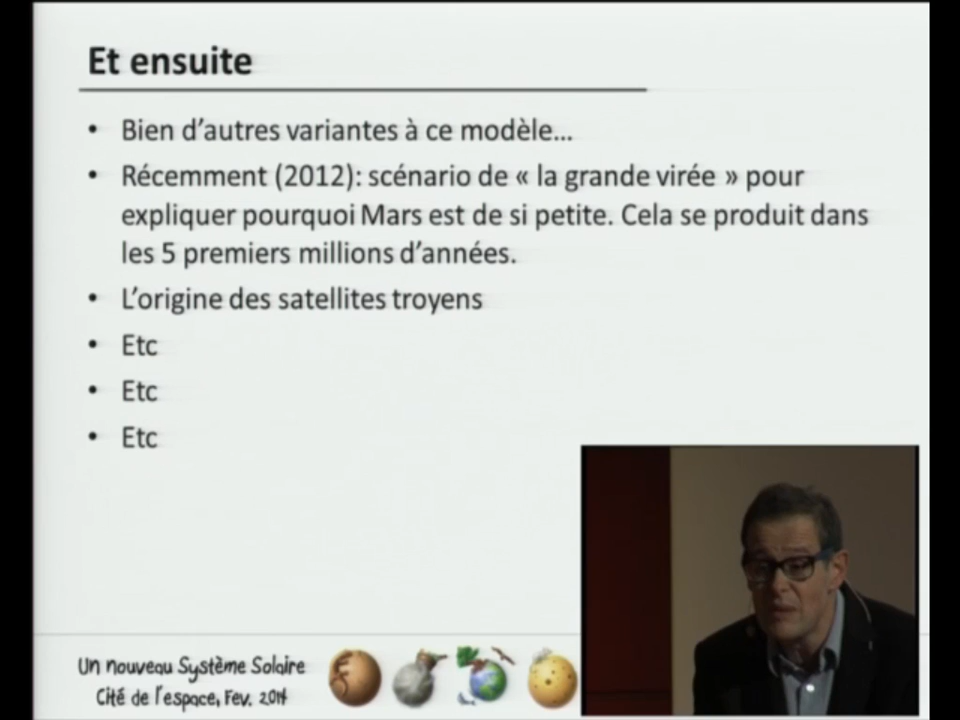 Et ensuite
• Bien d'autres variantes à ce modèle...
• Récemment (2012): scénario de « la grande virée » pour
expliquer pourquoi Mars est de si petite. Cela se produit dans
les 5 premiers millions d'années.
• L'origine des satellites troyens
• Etc
• Etc
• Etc
Un nouveau Système Solaire
Cité de l'espace, Fev. 2014